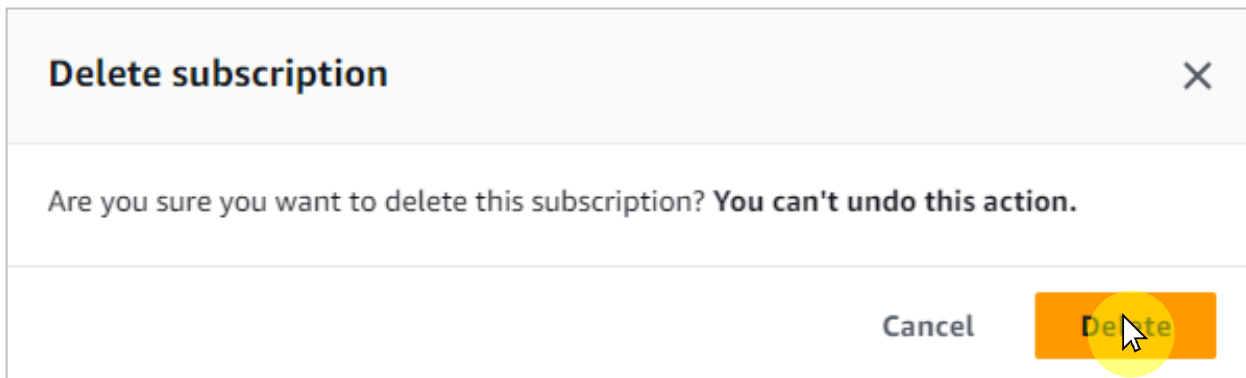 Delete subscription
Are you sure you want to delete this subscription? You can't undo this action.
Cancel
Delete